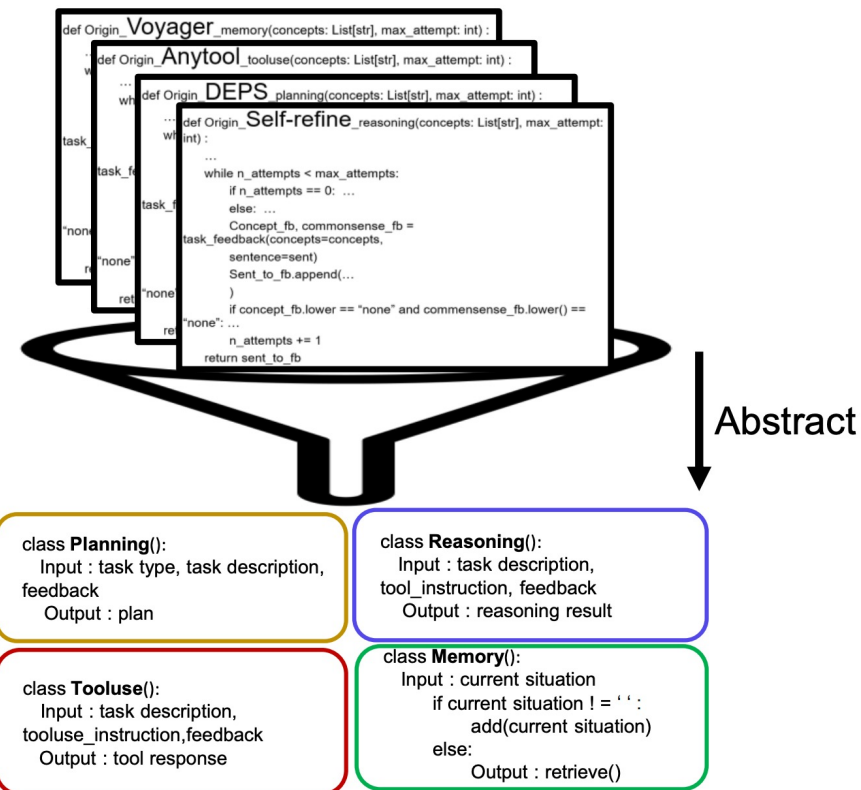 def Origin_Voyager_memory(concepts: List[str], max_attempt: int) :
def Origin_Anytool_tooluse(concepts: List[str], max_attempt: int) :
...
def Origin_DEPS_planning(concepts: List[str], max_attempt: int) :
def Origin_Self-refine_reasoning(concepts: List[str], max_attempt:
int) :
...
while n_attempts < max_attempts:
if n_attempts == 0: ...
else: ...
Concept_fb, commonsense_fb =
task_feedback(concepts=concepts,
sentence=sent)
Sent_to_fb.append(...
)
if concept_fb.lower == “none” and commensense_fb.lower() ==
“none”: ...
n_attempts += 1
return sent_to_fb
Abstract
class Planning():
Input : task type, task description,
feedback
Output : plan
class Reasoning():
Input : task description,
tool_instruction, feedback
Output : reasoning result
class Tooluse():
Input : task description,
tooluse_instruction,feedback
Output : tool response
class Memory():
Input : current situation
if current situation ! = ‘ ‘ :
add(current situation)
else:
Output : retrieve()